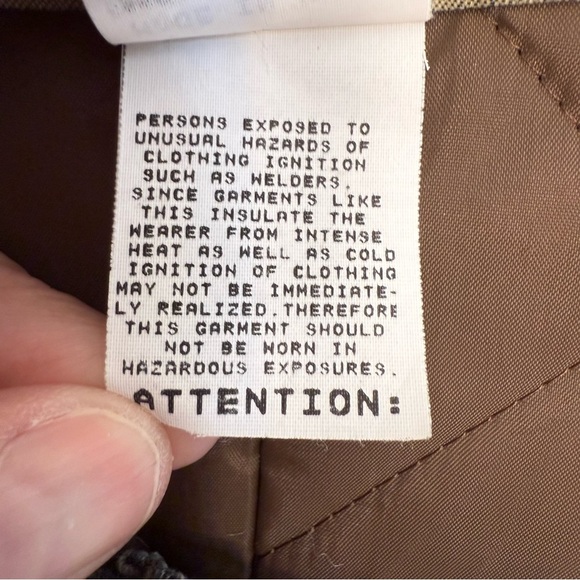 PERSONS EXPOSED TO
UNUSUAL HAZARDS OF
CLOTHING IGNITION
SUCH AS WELDERS.
SINCE GARMENTS LIKE
THIS INSULATE THE
WEARER FROM INTENSE
HEAT AS WELL AS COLD
IGNITION OF CLOTHING
MAY NOT BE IMMEDIATE-
LY REALIZED.THEREFORE
THIS GARMENT SHOULD
NOT BE WORN IN
HAZARDOUS EXPOSURES.
ATTENTION: